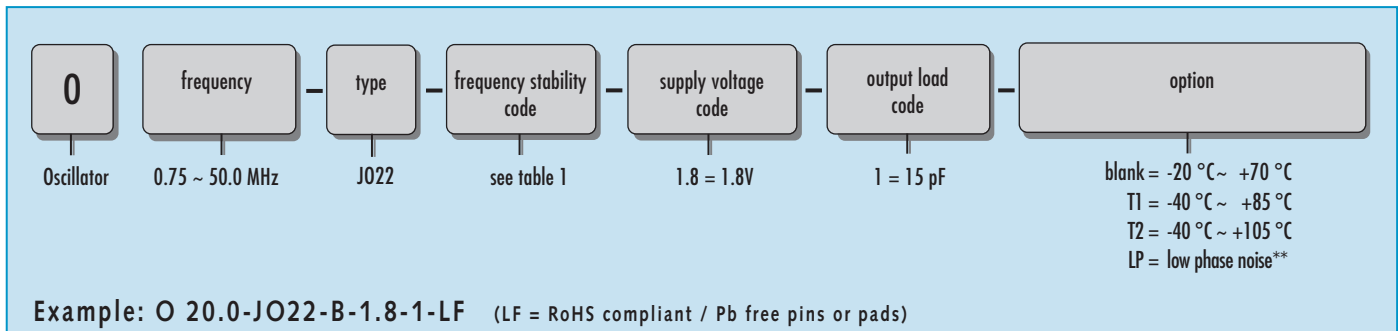 O
frequency
–
type
–
frequency stability
code
–
supply voltage
code
–
output load
code
–
option
Oscillator
0.75 ~ 50.0 MHz
JO22
see table 1
1.8 = 1.8V
1 = 15 pF
blank = -20 °C~ +70 °C
T1 = -40 °C ~ +85 °C
T2 = -40 °C ~ +105 °C
LP = low phase noise**
Example: O 20.0-JO22-B-1.8-1-LF (LF = RoHS compliant / Pb free pins or pads)